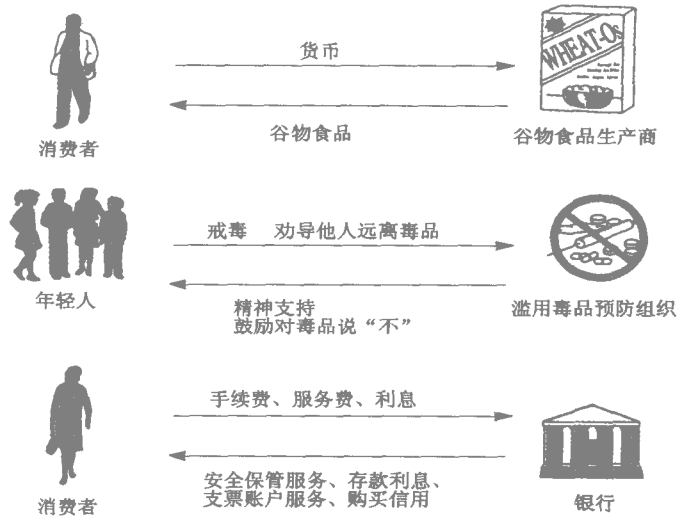 货币
WHEAT-Os
谷物食品
消费者
谷物食品生产商
戒毒 劝导他人远离毒品
年轻人
精神支持
鼓励对毒品说“不”
滥用毒品预防组织
手续费、服务费、利息
安全保管服务、存款利息、
支票账户服务、购买信用
消费者
银行